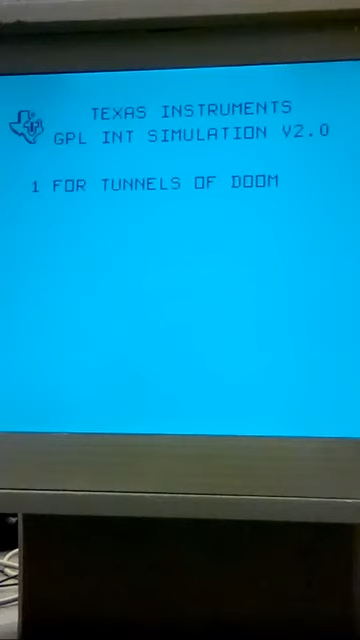 TEXAS INSTRUMENTS
GPL INT SIMULATION V2.0
1 FOR TUNNELS OF DOOM